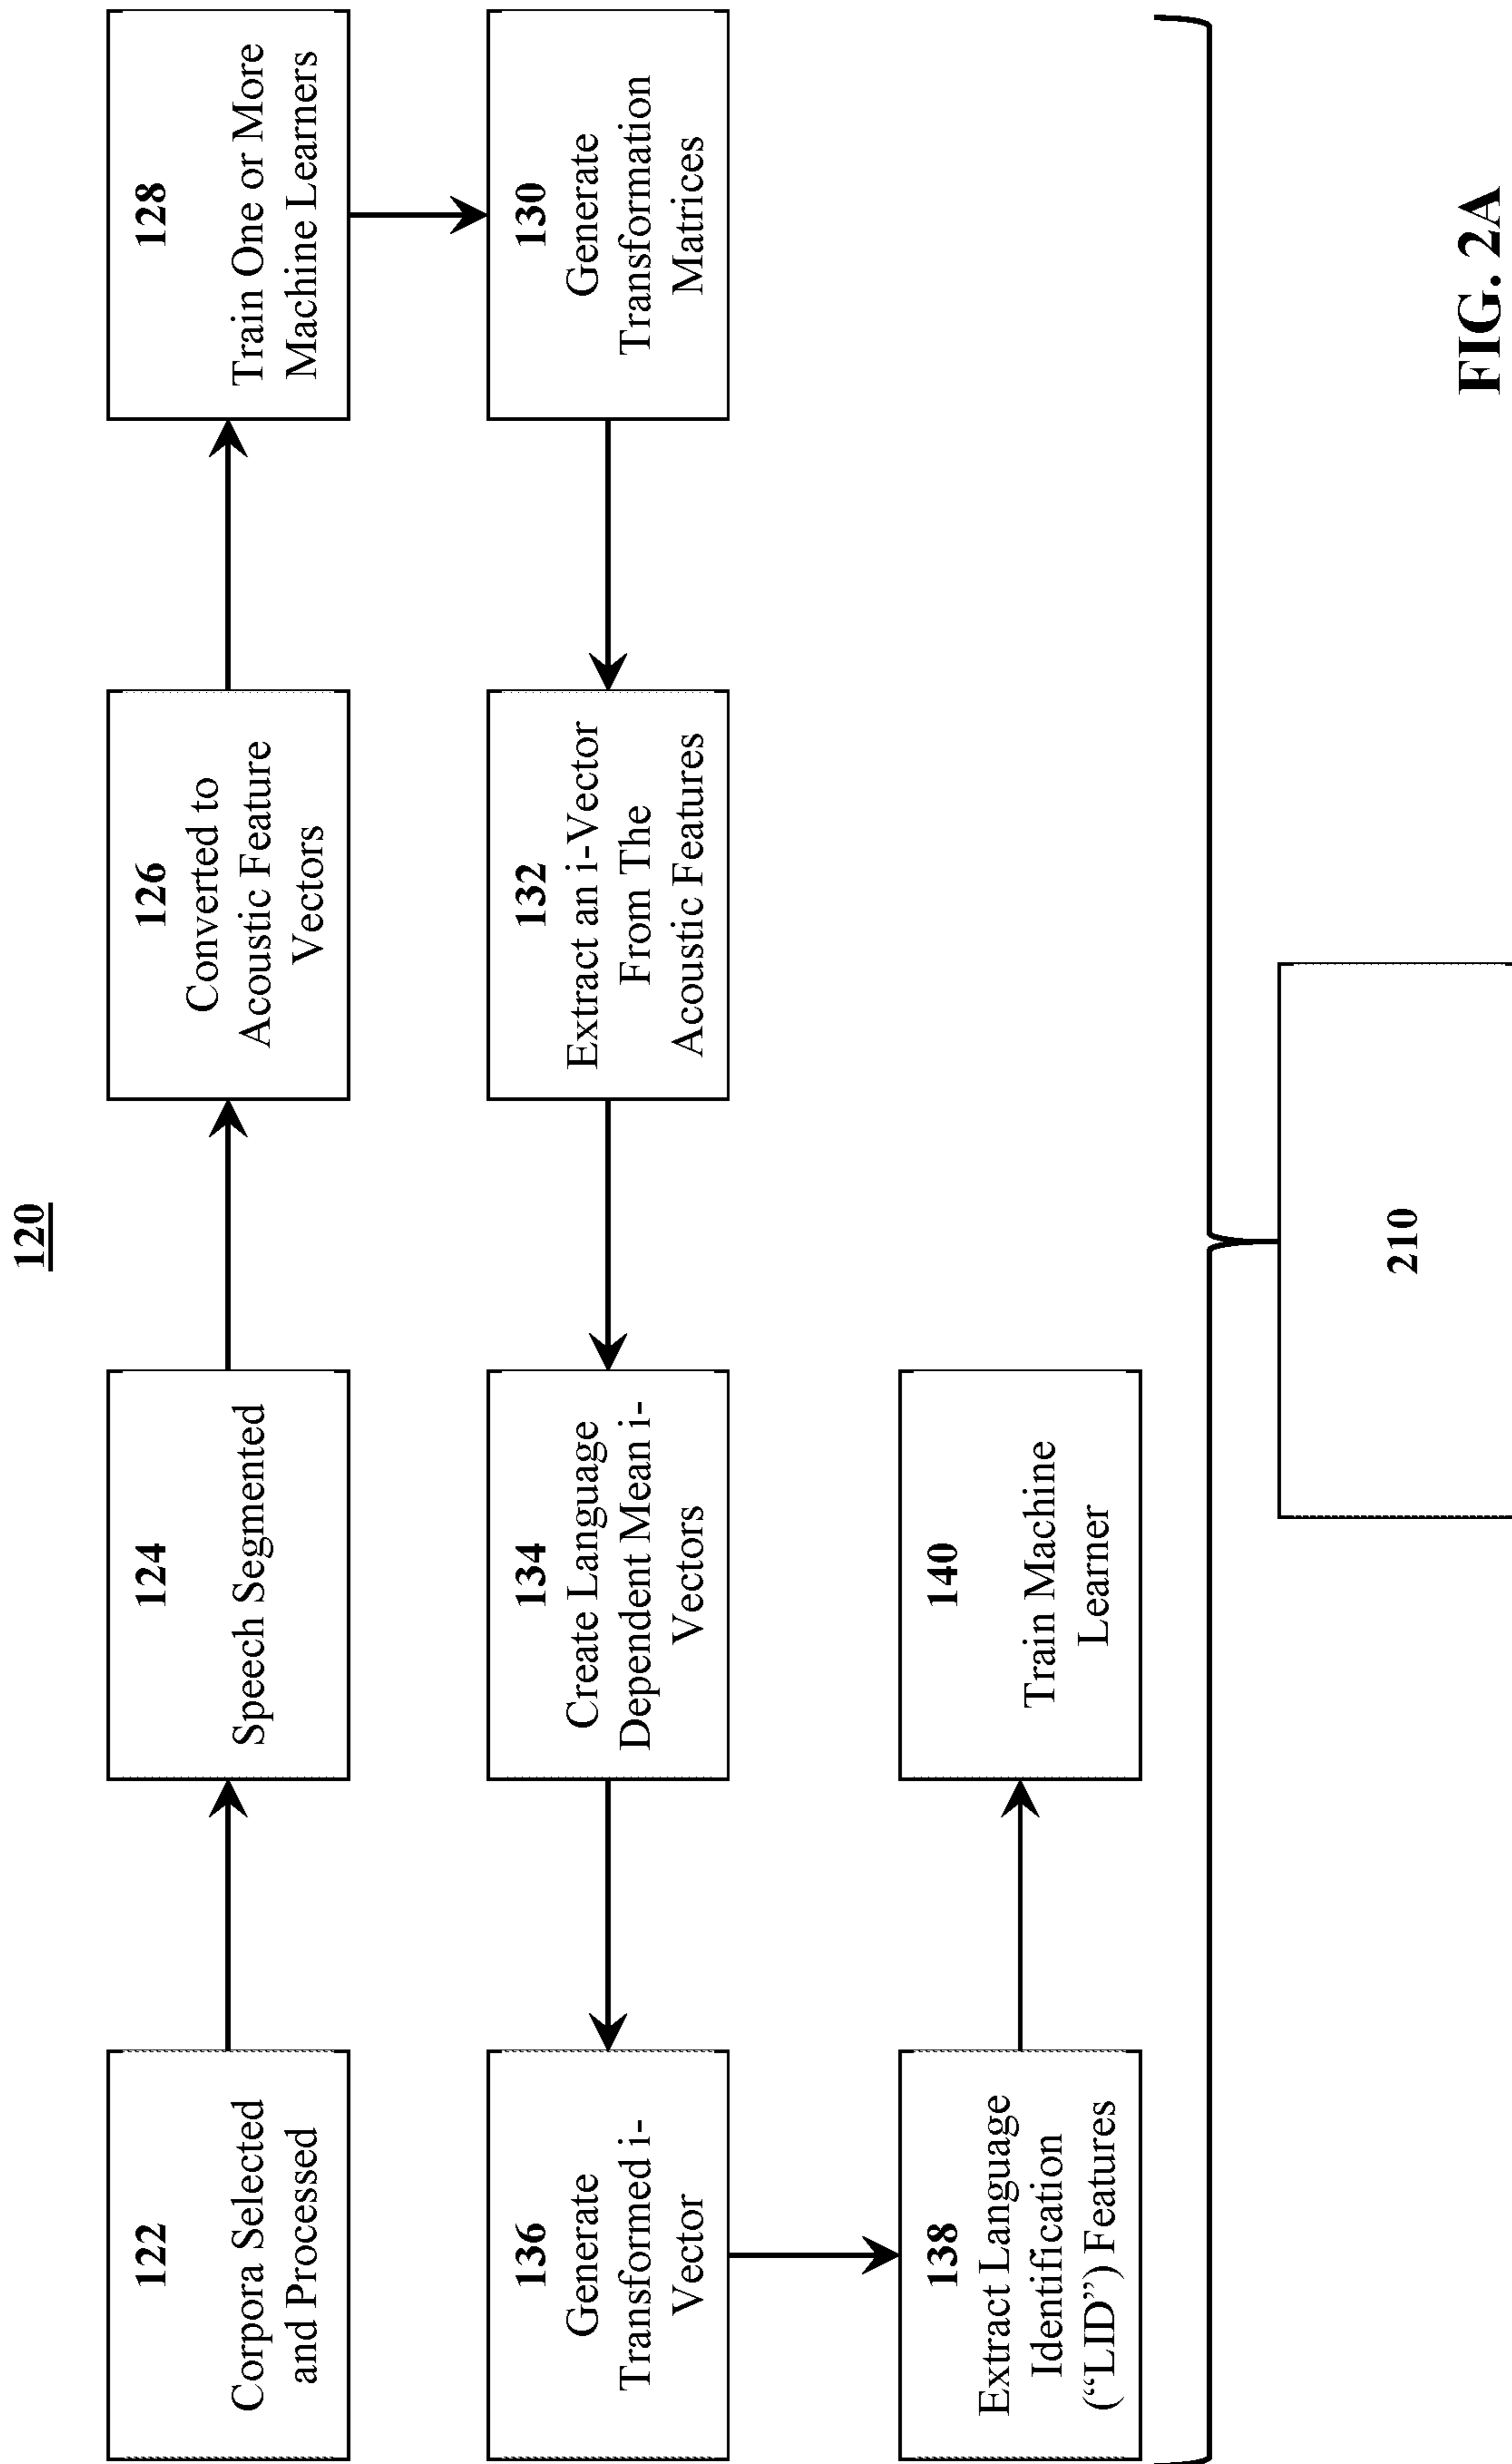 120
122
Corpora Selected
and Processed
124
Speech Segmented
126
Converted to
Acoustic Feature
Vectors
128
Train One or More
Machine Learners
130
Generate
Transformation
Matrices
132
Extract an i-Vector
From The
Acoustic Features
134
Create Language
Dependent Mean i-
Vectors
136
Generate
Transformed i-
Vector
138
Extract Language
Identification
(“LID”) Features
140
Train Machine
Learner
210
FIG. 2A